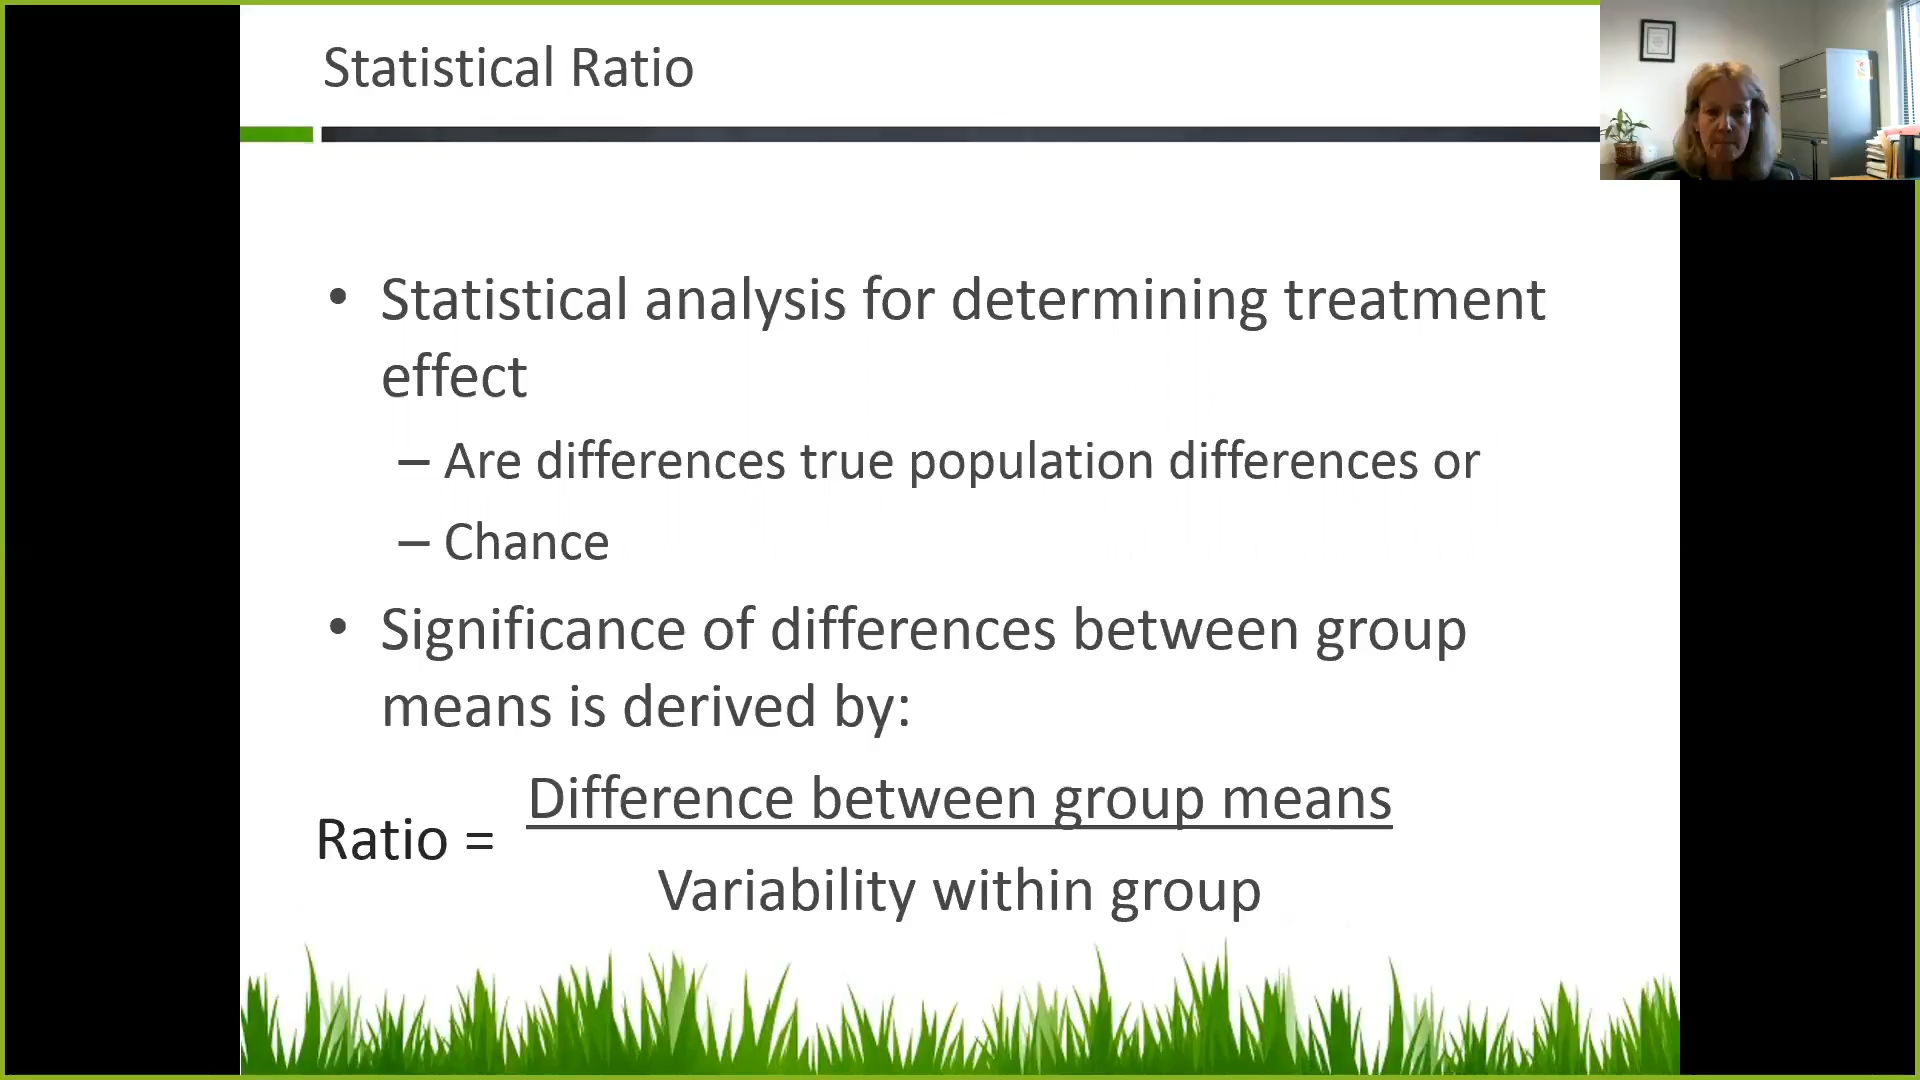 Statistical Ratio
• Statistical analysis for determining treatment
effect
– Are differences true population differences or
– Chance
• Significance of differences between group
means is derived by:
Difference between group means
Ratio =
Variability within group